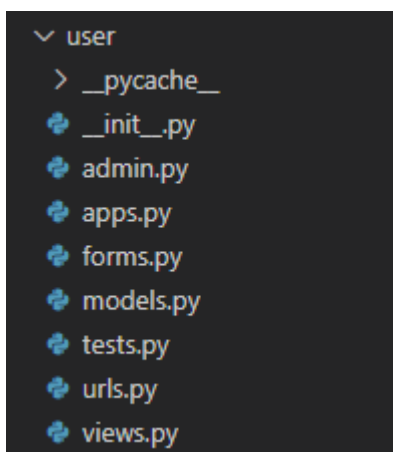 user
__pycache__
__init__.py
admin.py
apps.py
forms.py
models.py
tests.py
urls.py
views.py